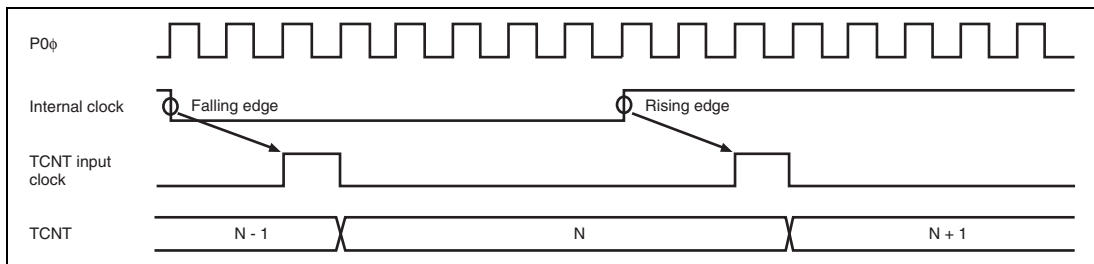 P0ϕ
Internal clock
Falling edge
Rising edge
TCNT input
clock
TCNT
N - 1
N
N + 1